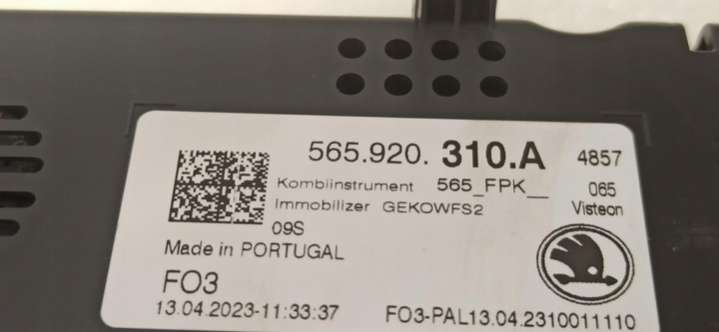 565.920. 310.A 4857
Kombiinstrument 565_FPK__ 065
Immobilizer GEKOWFS2 Visteon
09S
Made in PORTUGAL
FO3
13.04.2023-11:33:37 FO3-PAL13.04.2310011110